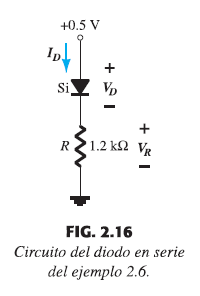 +0.5 V
I_D
+
Si V_D
−
+
R 1.2 kΩ V_R
−
FIG. 2.16
Circuito del diodo en serie
del ejemplo 2.6.